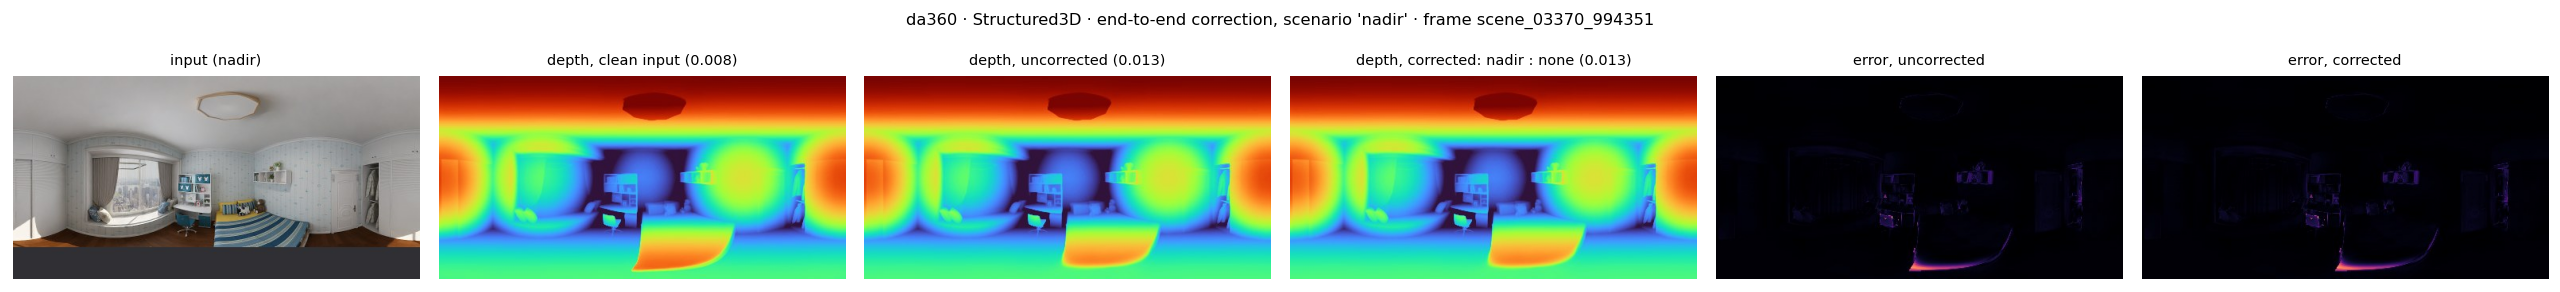 da360 · Structured3D · end-to-end correction, scenario 'nadir' · frame scene_03370_994351
input (nadir)
depth, clean input (0.008)
depth, uncorrected (0.013)
depth, corrected: nadir : none (0.013)
error, uncorrected
error, corrected